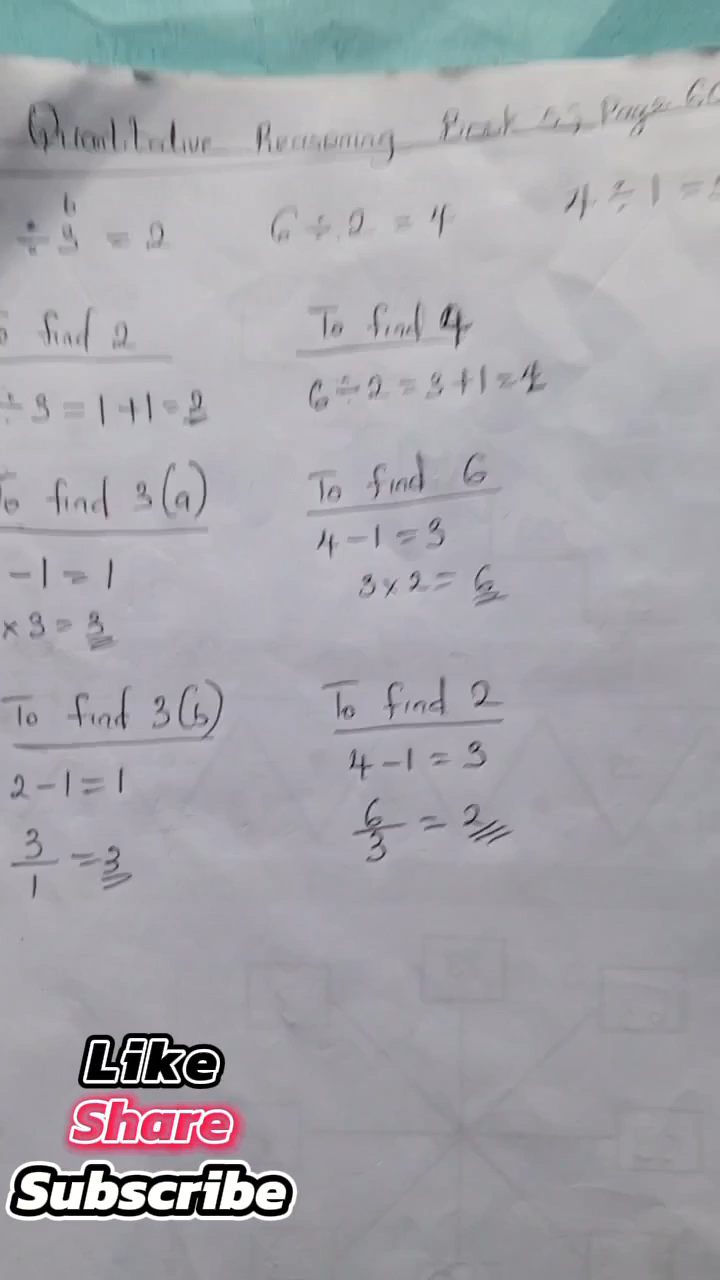 Quantitative Reasoning Book 5, Page 60
b
÷ 3 = 2
6 ÷ 2 = 4
4 ÷ 1 =
find 2
÷ 3 = 1 + 1 = 2
To find 3(a)
- 1 = 1
× 3 = 3
To find 3(b)
2 - 1 = 1
3/1 = 3
To find 4
6 ÷ 2 = 3 + 1 = 4
To find 6
4 - 1 = 3
3 × 2 = 6
To find 2
4 - 1 = 3
6/3 = 2
Like
Share
Subscribe